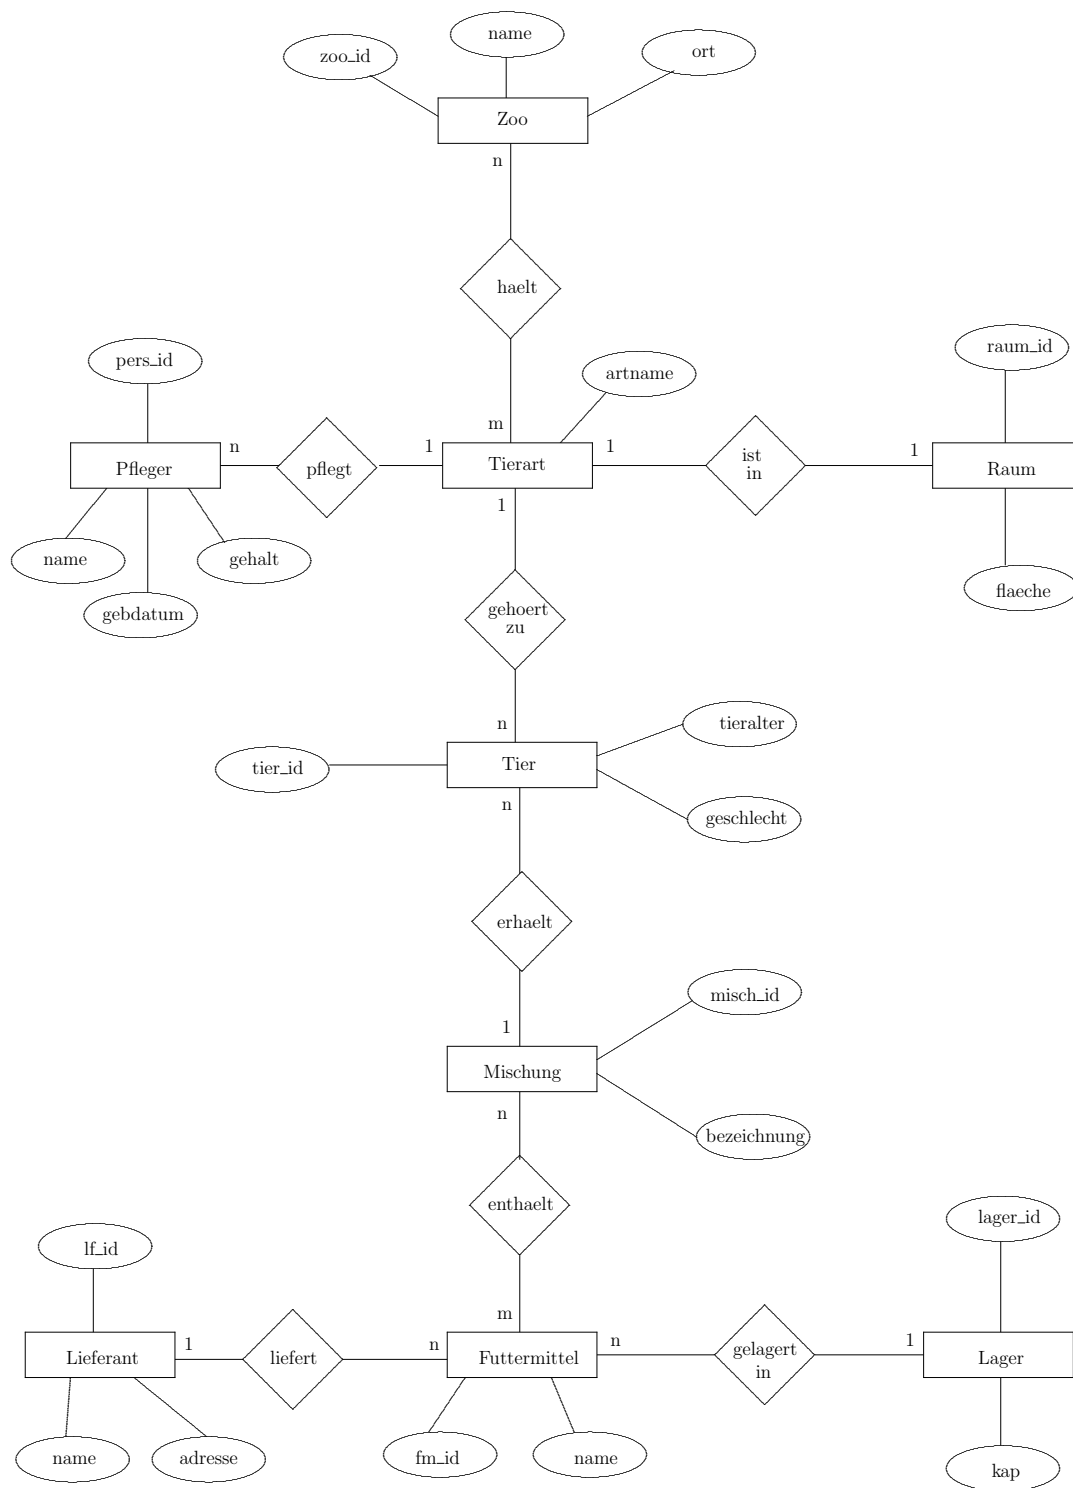 name
zoo_id
ort
Zoo
n
haelt
pers_id
raum_id
artname
m
n
1
1
1
Pfleger
pflegt
Tierart
ist
in
Raum
1
name
gehalt
flaeche
gebdatum
gehoert
zu
n
tieralter
tier_id
Tier
n
geschlecht
erhaelt
misch_id
1
Mischung
n
bezeichnung
enthaelt
lager_id
lf_id
m
1
n
n
1
Lieferant
liefert
Futtermittel
gelagert
in
Lager
name
adresse
fm_id
name
kap